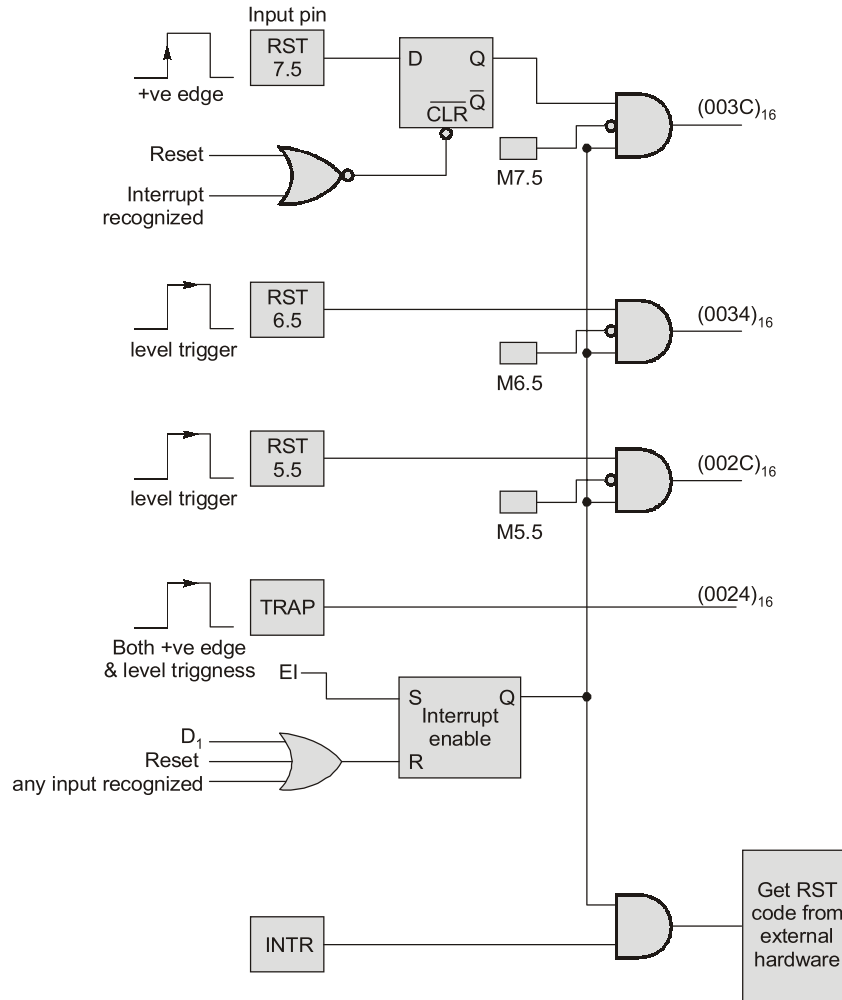 Input pin
RST
7.5
+ve edge
D Q
Q̅
C̅L̅R̅
(003C)₁₆
M7.5
Reset
Interrupt
recognized
RST
6.5
level trigger
(0034)₁₆
M6.5
RST
5.5
level trigger
(002C)₁₆
M5.5
TRAP
(0024)₁₆
Both +ve edge
& level triggness
EI
S Q
Interrupt
enable
R
D₁
Reset
any input recognized
Get RST
code from
external
hardware
INTR